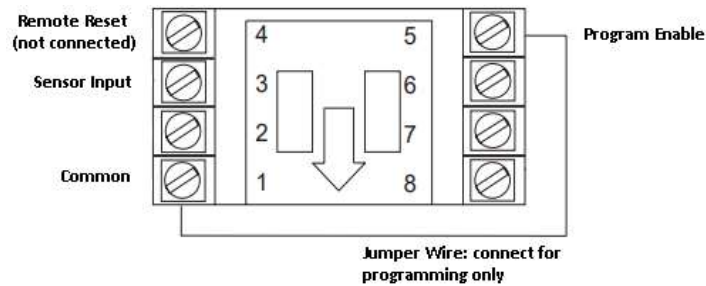 Remote Reset
(not connected)
4
5
Program Enable
Sensor Input
3
6
2
7
Common
1
8
Jumper Wire: connect for
programming only